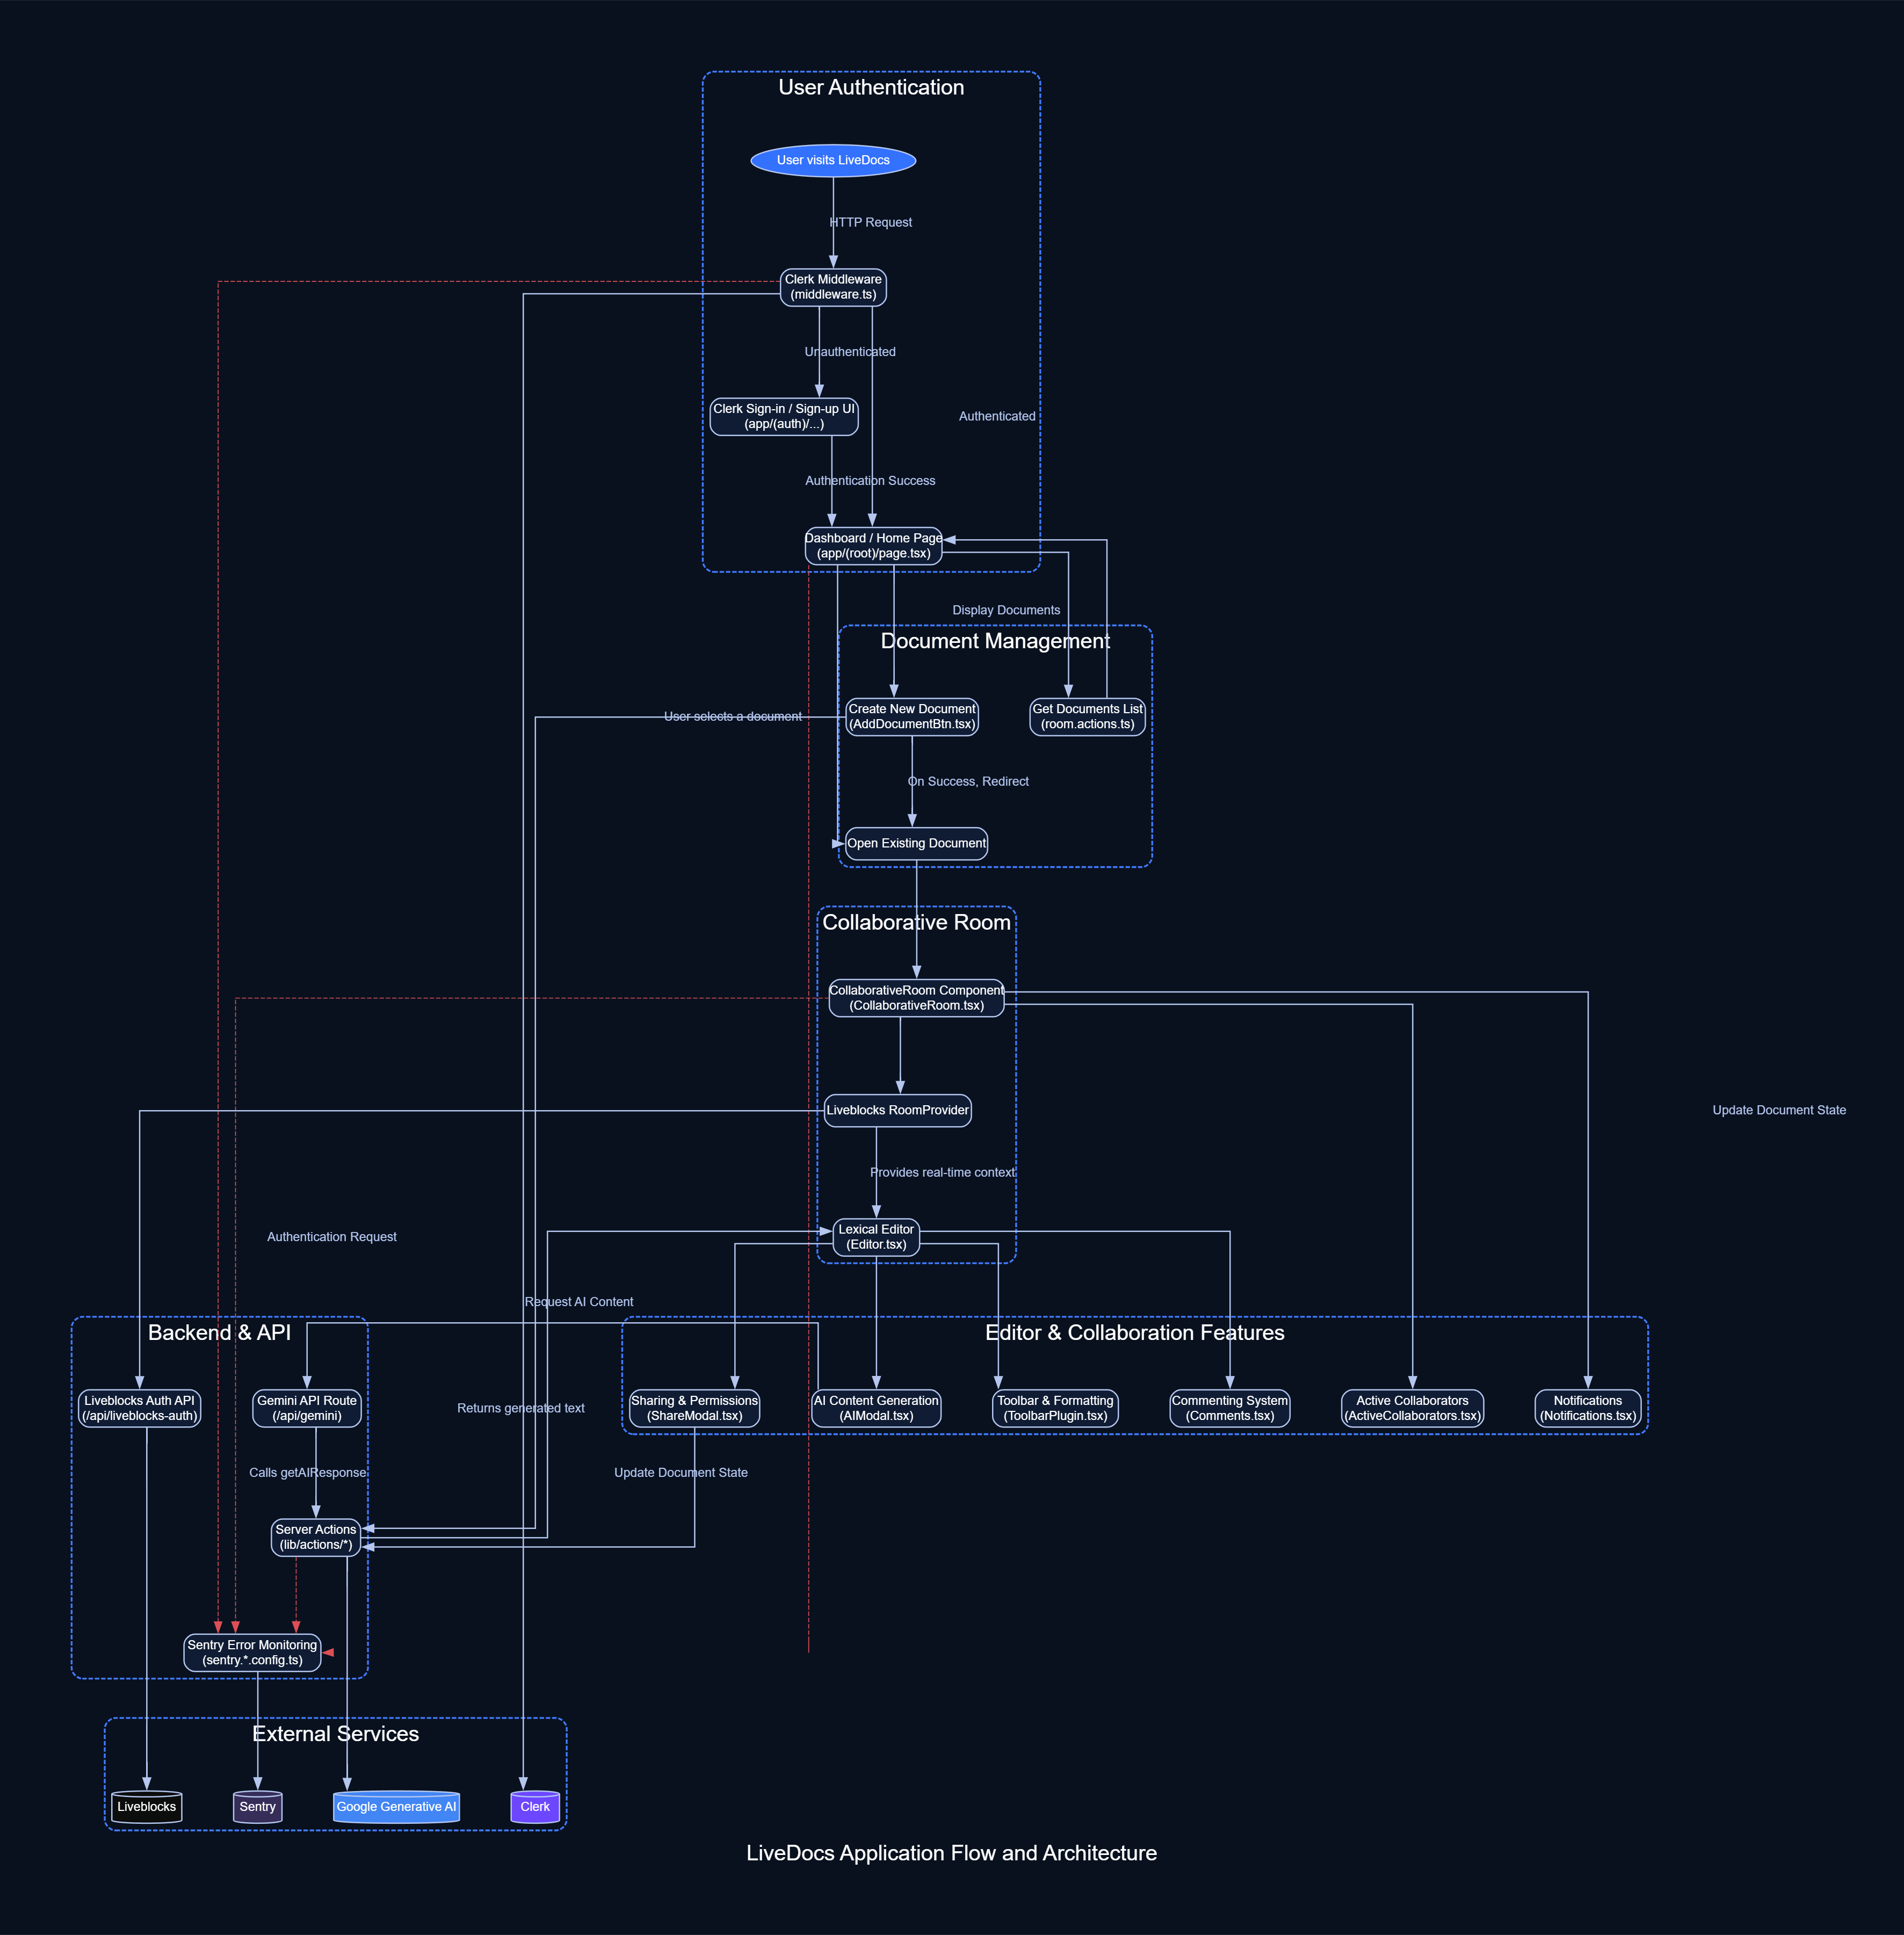 User Authentication
User visits LiveDocs
HTTP Request
Clerk Middleware
(middleware.ts)
Unauthenticated
Clerk Sign-in / Sign-up UI
(app/(auth)/...)
Authenticated
Authentication Success
Dashboard / Home Page
(app/(root)/page.tsx)
Display Documents
Document Management
User selects a document
Create New Document
(AddDocumentBtn.tsx)
Get Documents List
(room.actions.ts)
On Success, Redirect
Open Existing Document
Collaborative Room
CollaborativeRoom Component
(CollaborativeRoom.tsx)
Liveblocks RoomProvider
Update Document State
Provides real-time context
Lexical Editor
(Editor.tsx)
Authentication Request
Request AI Content
Backend & API
Editor & Collaboration Features
Liveblocks Auth API
(/api/liveblocks-auth)
Gemini API Route
(/api/gemini)
Returns generated text
Sharing & Permissions
(ShareModal.tsx)
AI Content Generation
(AIModal.tsx)
Toolbar & Formatting
(ToolbarPlugin.tsx)
Commenting System
(Comments.tsx)
Active Collaborators
(ActiveCollaborators.tsx)
Notifications
(Notifications.tsx)
Calls getAIResponse
Update Document State
Server Actions
(lib/actions/*)
Sentry Error Monitoring
(sentry.*.config.ts)
External Services
Liveblocks
Sentry
Google Generative AI
Clerk
LiveDocs Application Flow and Architecture